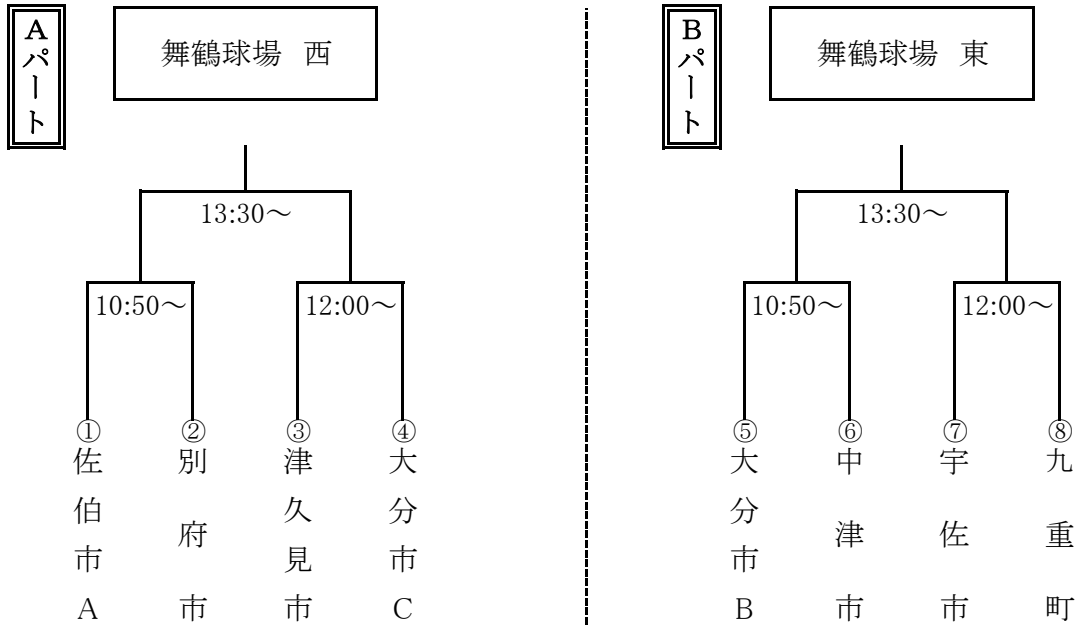 Aパート
舞鶴球場 西
13:30～
10:50～
12:00～
①佐伯市A
②別府市
③津久見市
④大分市C
Bパート
舞鶴球場 東
13:30～
10:50～
12:00～
⑤大分市B
⑥中津市
⑦宇佐市
⑧九重町